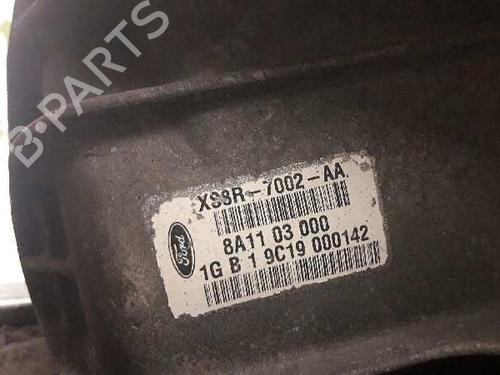 B-PARTS
XS8R-7002-AA
Ford
8A11 03 000
1G B 1 9C19 000142